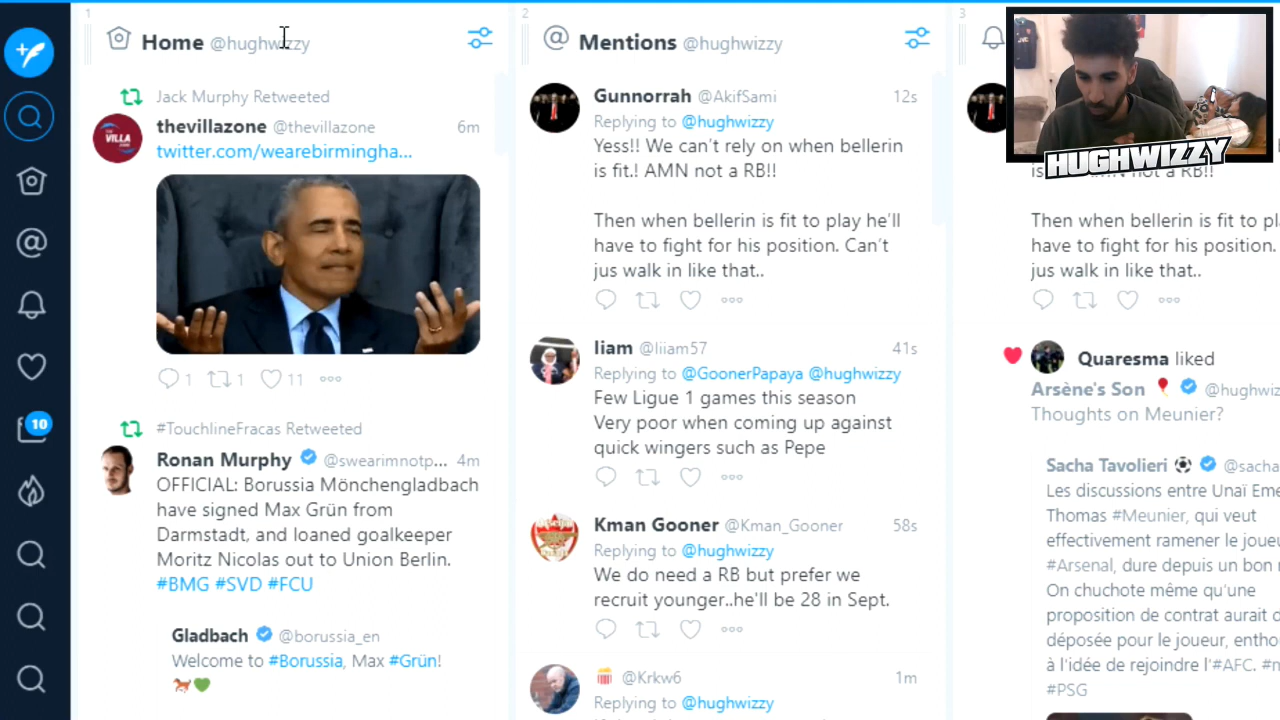 1
Home @hughwizzy
Jack Murphy Retweeted
thevillazone @thevillazone 6m
twitter.com/wearebirmingha...
VILLA
1 1 11
#TouchlineFracas Retweeted
Ronan Murphy @swearimnotp... 4m
OFFICIAL: Borussia Mönchengladbach
have signed Max Grün from
Darmstadt, and loaned goalkeeper
Moritz Nicolas out to Union Berlin.
#BMG #SVD #FCU
Gladbach @borussia_en
Welcome to #Borussia, Max #Grün!
10
2
@ Mentions @hughwizzy
Gunnorrah @AkifSami 12s
Replying to @hughwizzy
Yess!! We can't rely on when bellerin
is fit.! AMN not a RB!!
Then when bellerin is fit to play he'll
have to fight for his position. Can't
jus walk in like that..
liam @liiam57 41s
Replying to @GoonerPapaya @hughwizzy
Few Ligue 1 games this season
Very poor when coming up against
quick wingers such as Pepe
Kman Gooner @Kman_Gooner 58s
Replying to @hughwizzy
We do need a RB but prefer we
recruit younger..he'll be 28 in Sept.
@Krkw6 1m
Replying to @hughwizzy
3
HUGHWIZZY
not a RB!!
Then when bellerin is fit to pl
have to fight for his position.
jus walk in like that..
Quaresma liked
Arsène's Son @hughwiz
Thoughts on Meunier?
Sacha Tavolieri @sacha
Les discussions entre Unaï Eme
Thomas #Meunier, qui veut
effectivement ramener le joueu
#Arsenal, dure depuis un bon
On chuchote même qu'une
proposition de contrat aurait d
déposée pour le joueur, entho
à l'idée de rejoindre l'#AFC.
#PSG